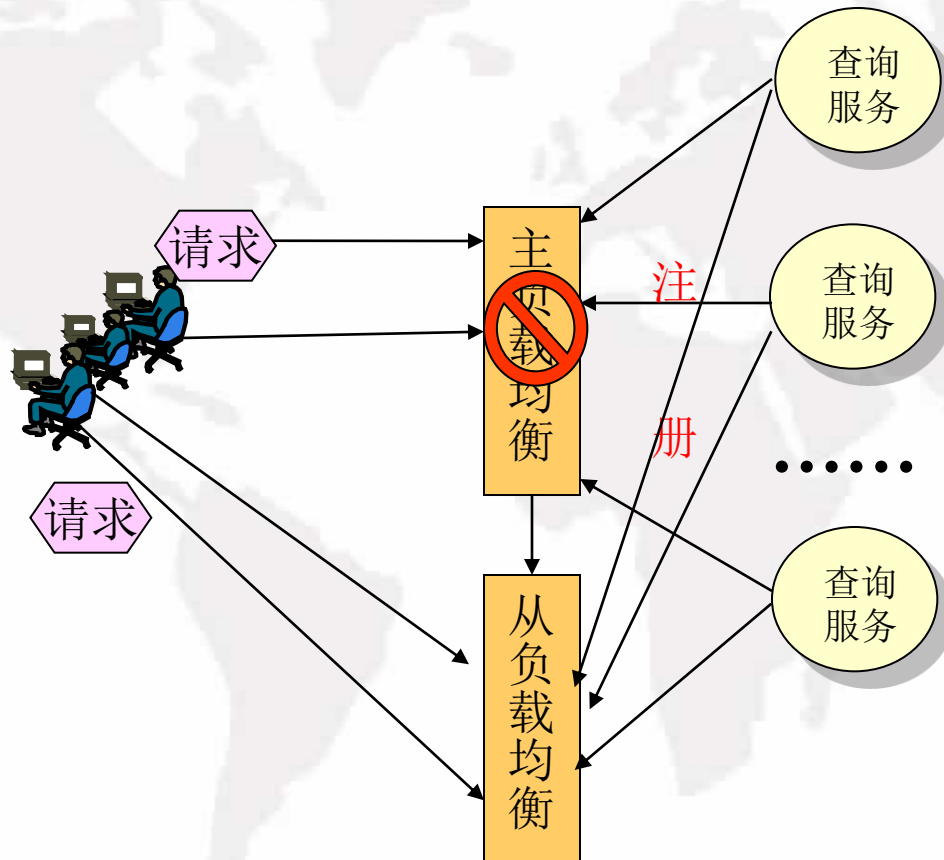 查询
服务
请求
主负载均衡
注
册
查询
服务
.......
请求
查询
服务
从负载均衡